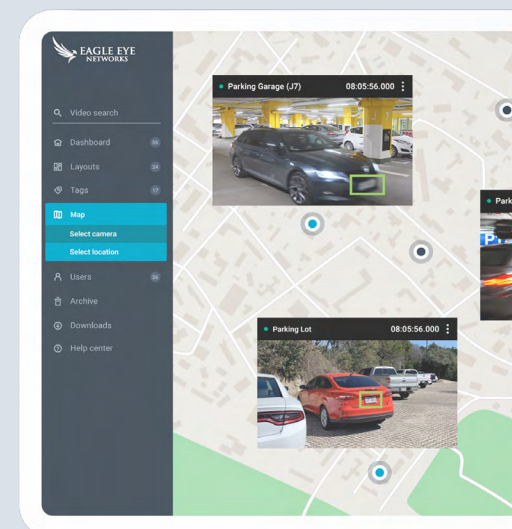 EAGLE EYE
NETWORKS
Video search
Dashboard
Layouts
Tags
Map
Select camera
Select location
Users
Archive
Downloads
Help center
Parking Garage (J7) 08:05:56.000
Park
P
Parking Lot 08:05:56.000